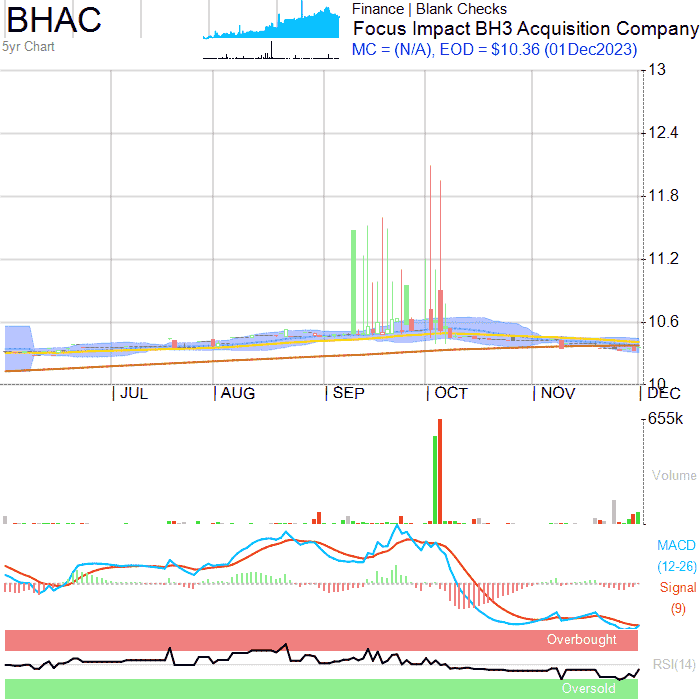 BHAC
5yr Chart
Finance | Blank Checks
Focus Impact BH3 Acquisition Company
MC = (N/A), EOD = $10.36 (01Dec2023)
13
12.4
11.8
11.2
10.6
10
JUL
AUG
SEP
OCT
NOV
DEC
655k
Volume
MACD
(12-26)
Signal
(9)
Overbought
RSI(14)
Oversold